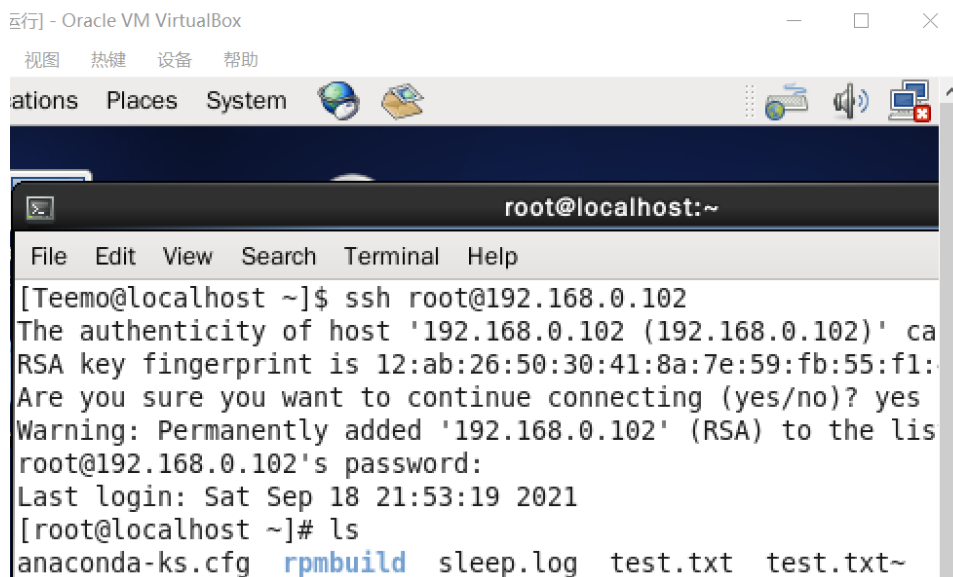 运行] - Oracle VM VirtualBox
视图 热键 设备 帮助
ations Places System
root@localhost:~
File Edit View Search Terminal Help
[Teemo@localhost ~]$ ssh root@192.168.0.102
The authenticity of host '192.168.0.102 (192.168.0.102)' ca
RSA key fingerprint is 12:ab:26:50:30:41:8a:7e:59:fb:55:f1:
Are you sure you want to continue connecting (yes/no)? yes
Warning: Permanently added '192.168.0.102' (RSA) to the lis
root@192.168.0.102's password:
Last login: Sat Sep 18 21:53:19 2021
[root@localhost ~]# ls
anaconda-ks.cfg rpmbuild sleep.log test.txt test.txt~